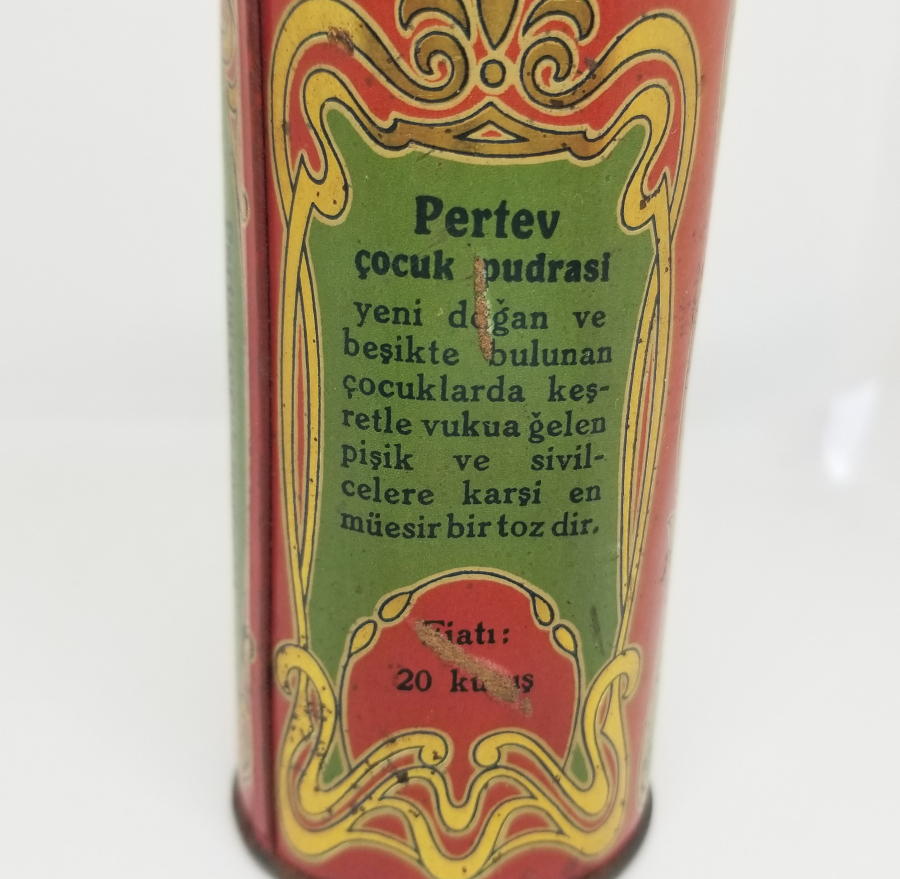 Pertev
çocuk pudrasi
yeni doğan ve
beşikte bulunan
çocuklarda keş-
retle vukua ğelen
pişik ve sivil-
celere karşi en
müesir bir toz dir.
Fiatı:
20 kuruş